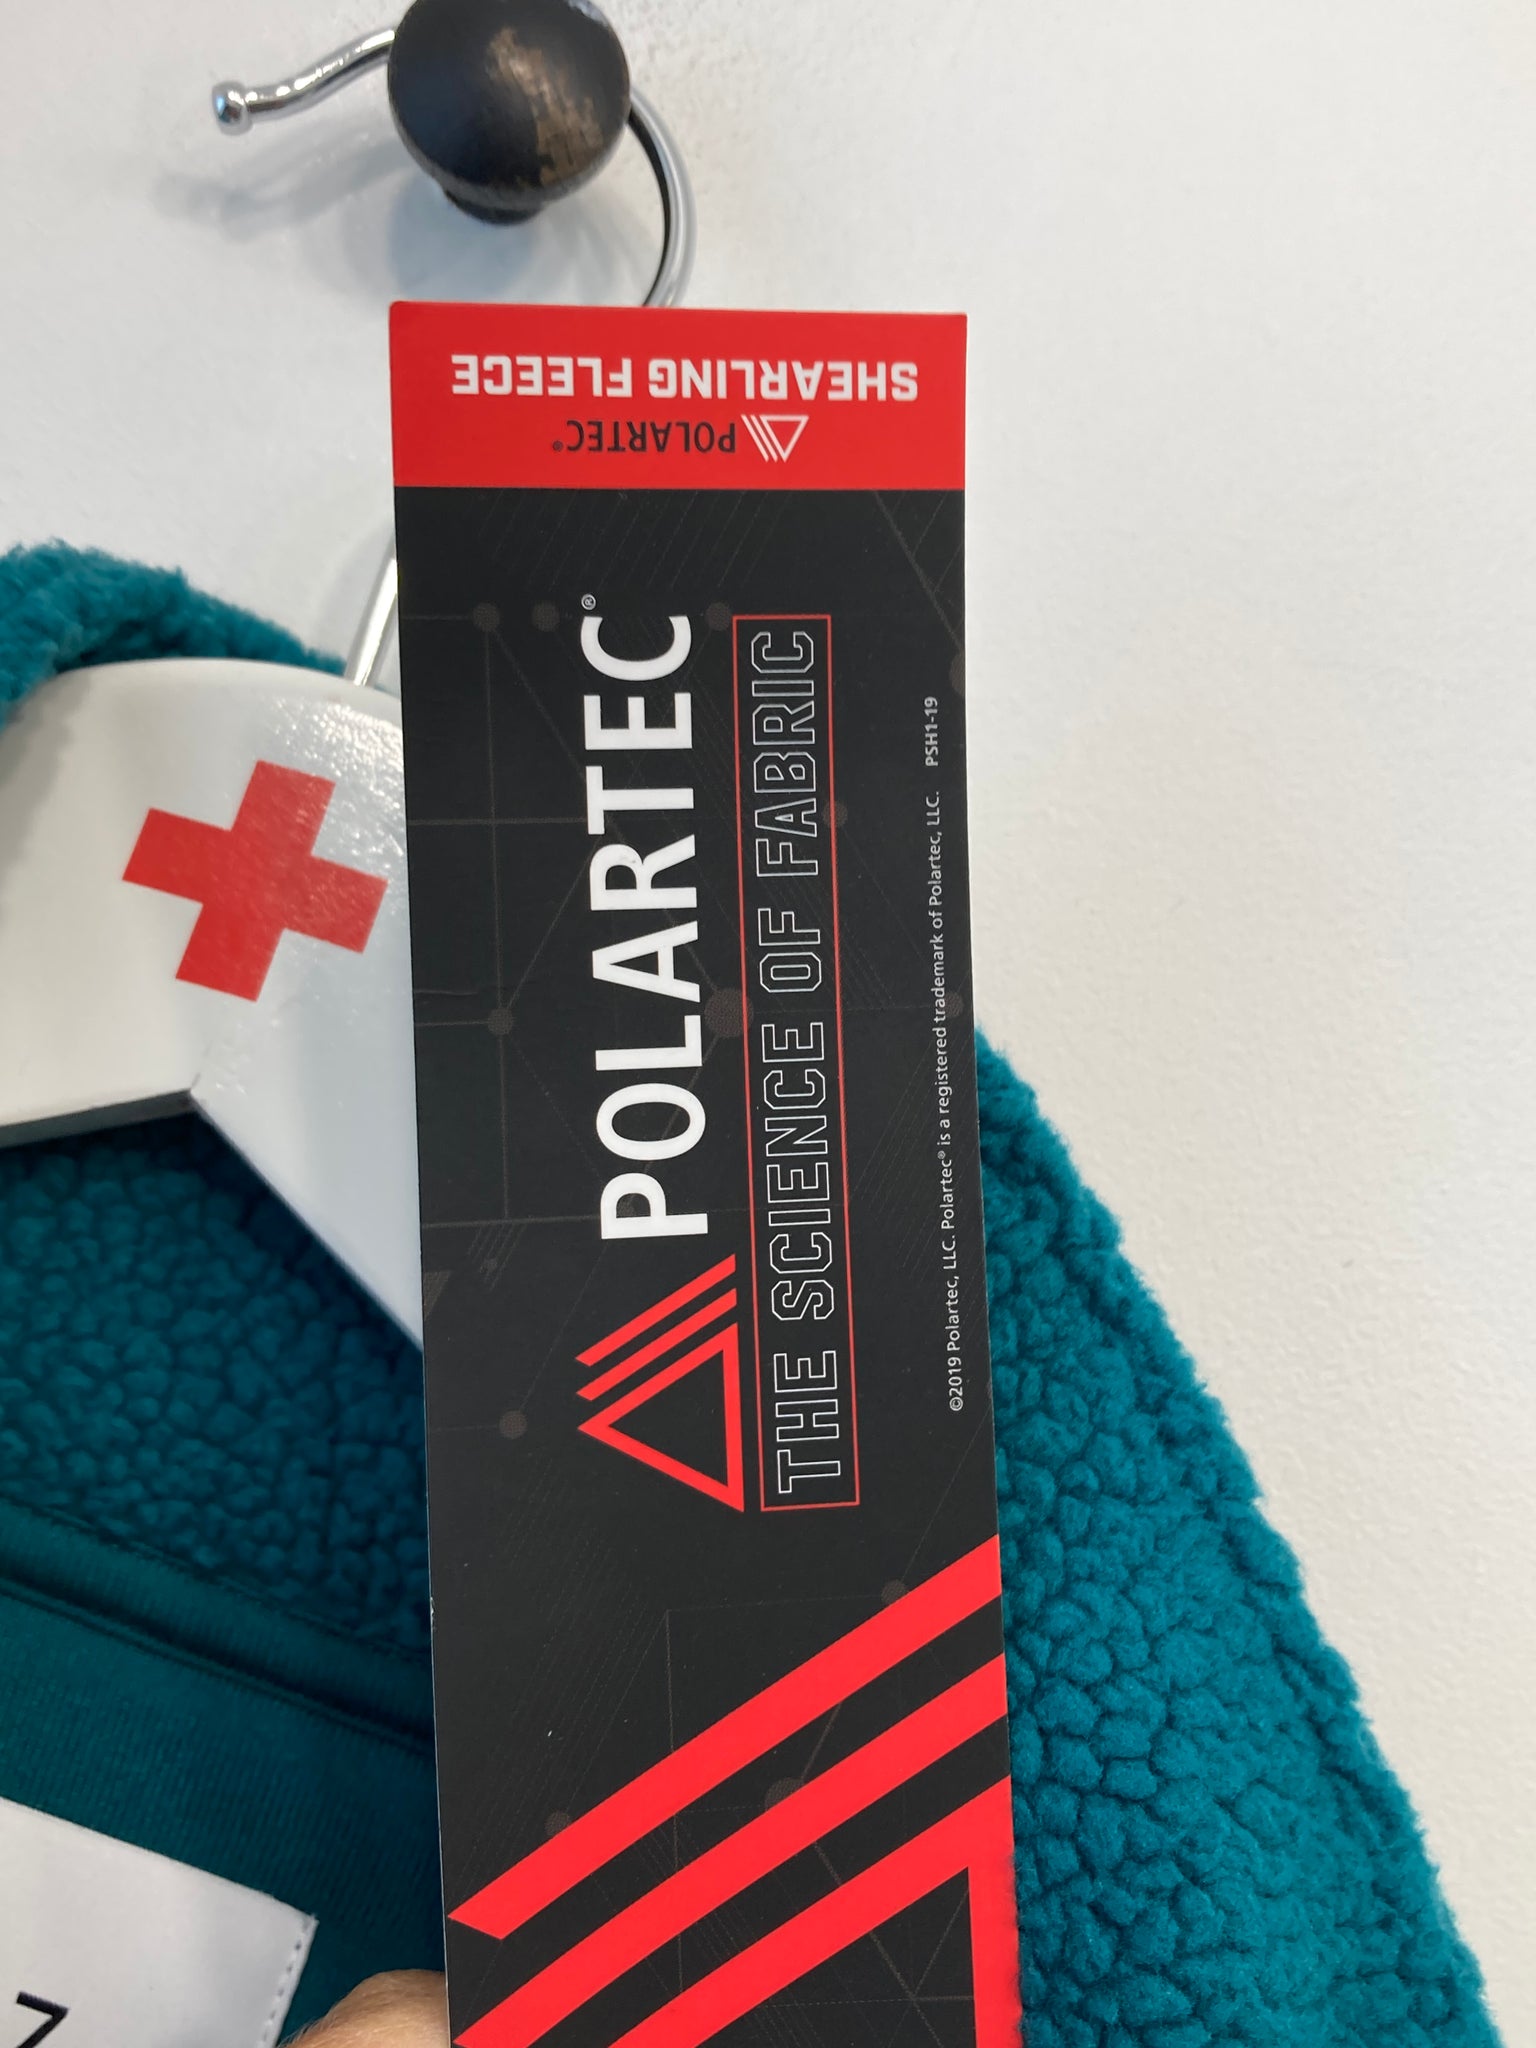 SHEARLING FLEECE
POLARTEC®
POLARTEC®
THE SCIENCE OF FABRIC
©2019 Polartec, LLC. Polartec® is a registered trademark of Polartec, LLC. PSH1-19